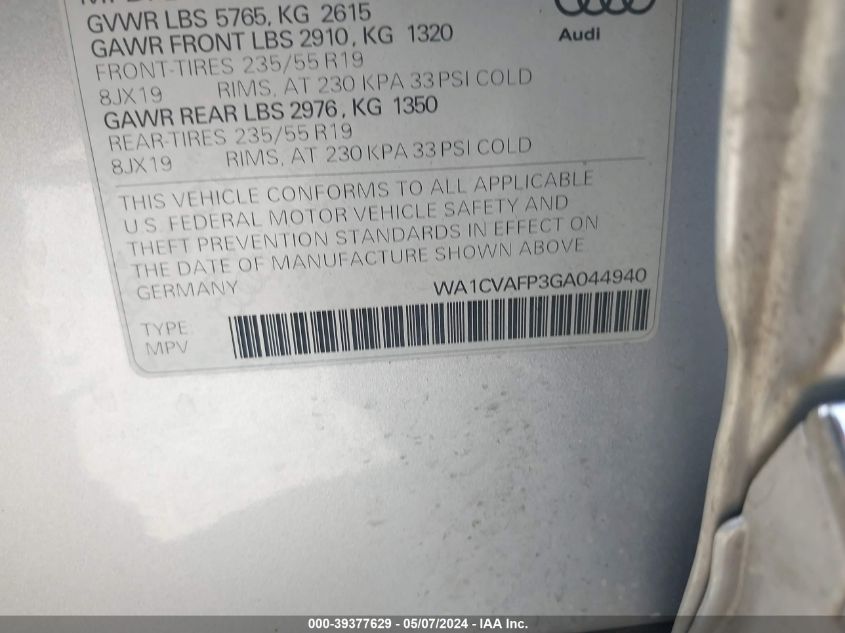 GVWR LBS 5765, KG 2615
GAWR FRONT LBS 2910, KG 1320
FRONT-TIRES 235/55 R19
8JX19 RIMS, AT 230 KPA 33 PSI COLD
GAWR REAR LBS 2976, KG 1350
REAR-TIRES 235/55 R19
8JX19 RIMS, AT 230 KPA 33 PSI COLD
Audi
THIS VEHICLE CONFORMS TO ALL APPLICABLE
U.S. FEDERAL MOTOR VEHICLE SAFETY AND
THEFT PREVENTION STANDARDS IN EFFECT ON
THE DATE OF MANUFACTURE SHOWN ABOVE
GERMANY WA1CVAFP3GA044940
TYPE:
MPV
000-39377629 - 05/07/2024 - IAA Inc.